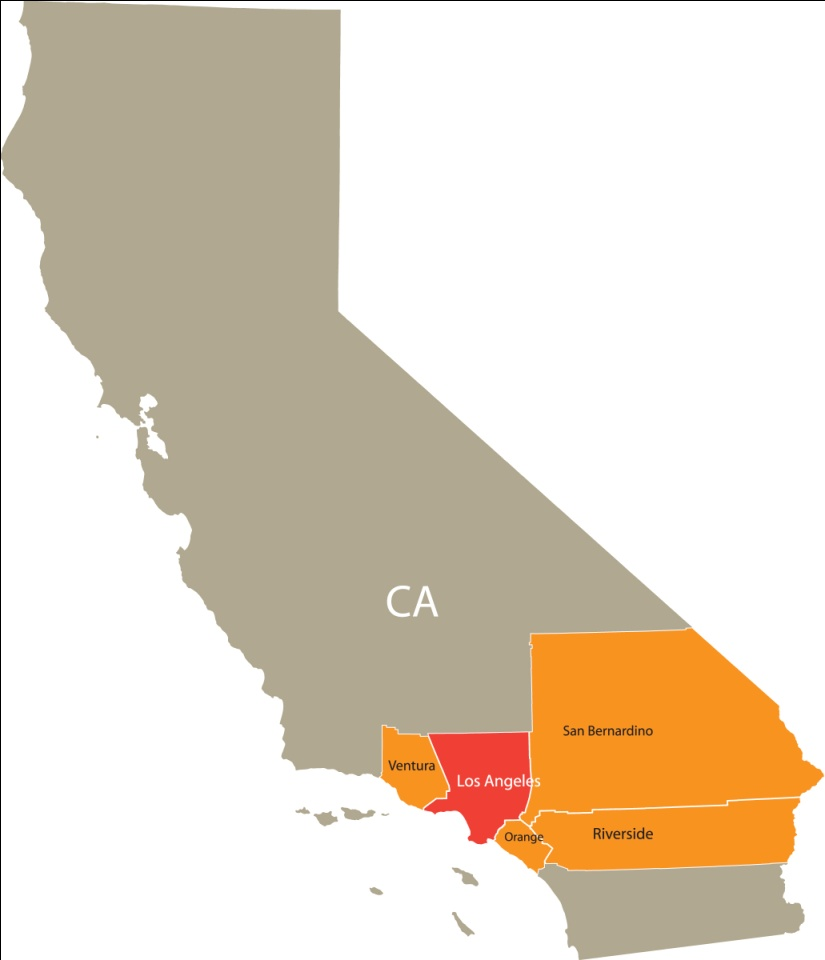 CA
San Bernardino
Ventura
Los Angeles
Riverside
Orange